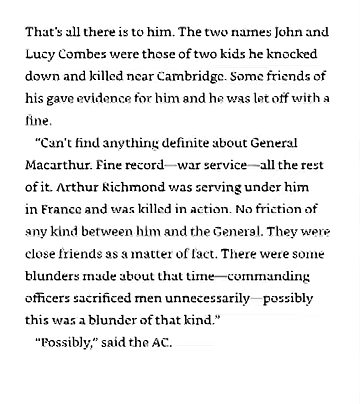 That's all there is to him. The two names John and
Lucy Combes were those of two kids he knocked
down and killed near Cambridge. Some friends of
his gave evidence for him and he was let off with a
fine.
"Can't find anything definite about General
Macarthur. Fine record—war service—all the rest
of it. Arthur Richmond was serving under him
in France and was killed in action. No friction of
any kind between him and the General. They were
close friends as a matter of fact. There were some
blunders made about that time—commanding
officers sacrificed men unnecessarily—possibly
this was a blunder of that kind."
"Possibly," said the AC.